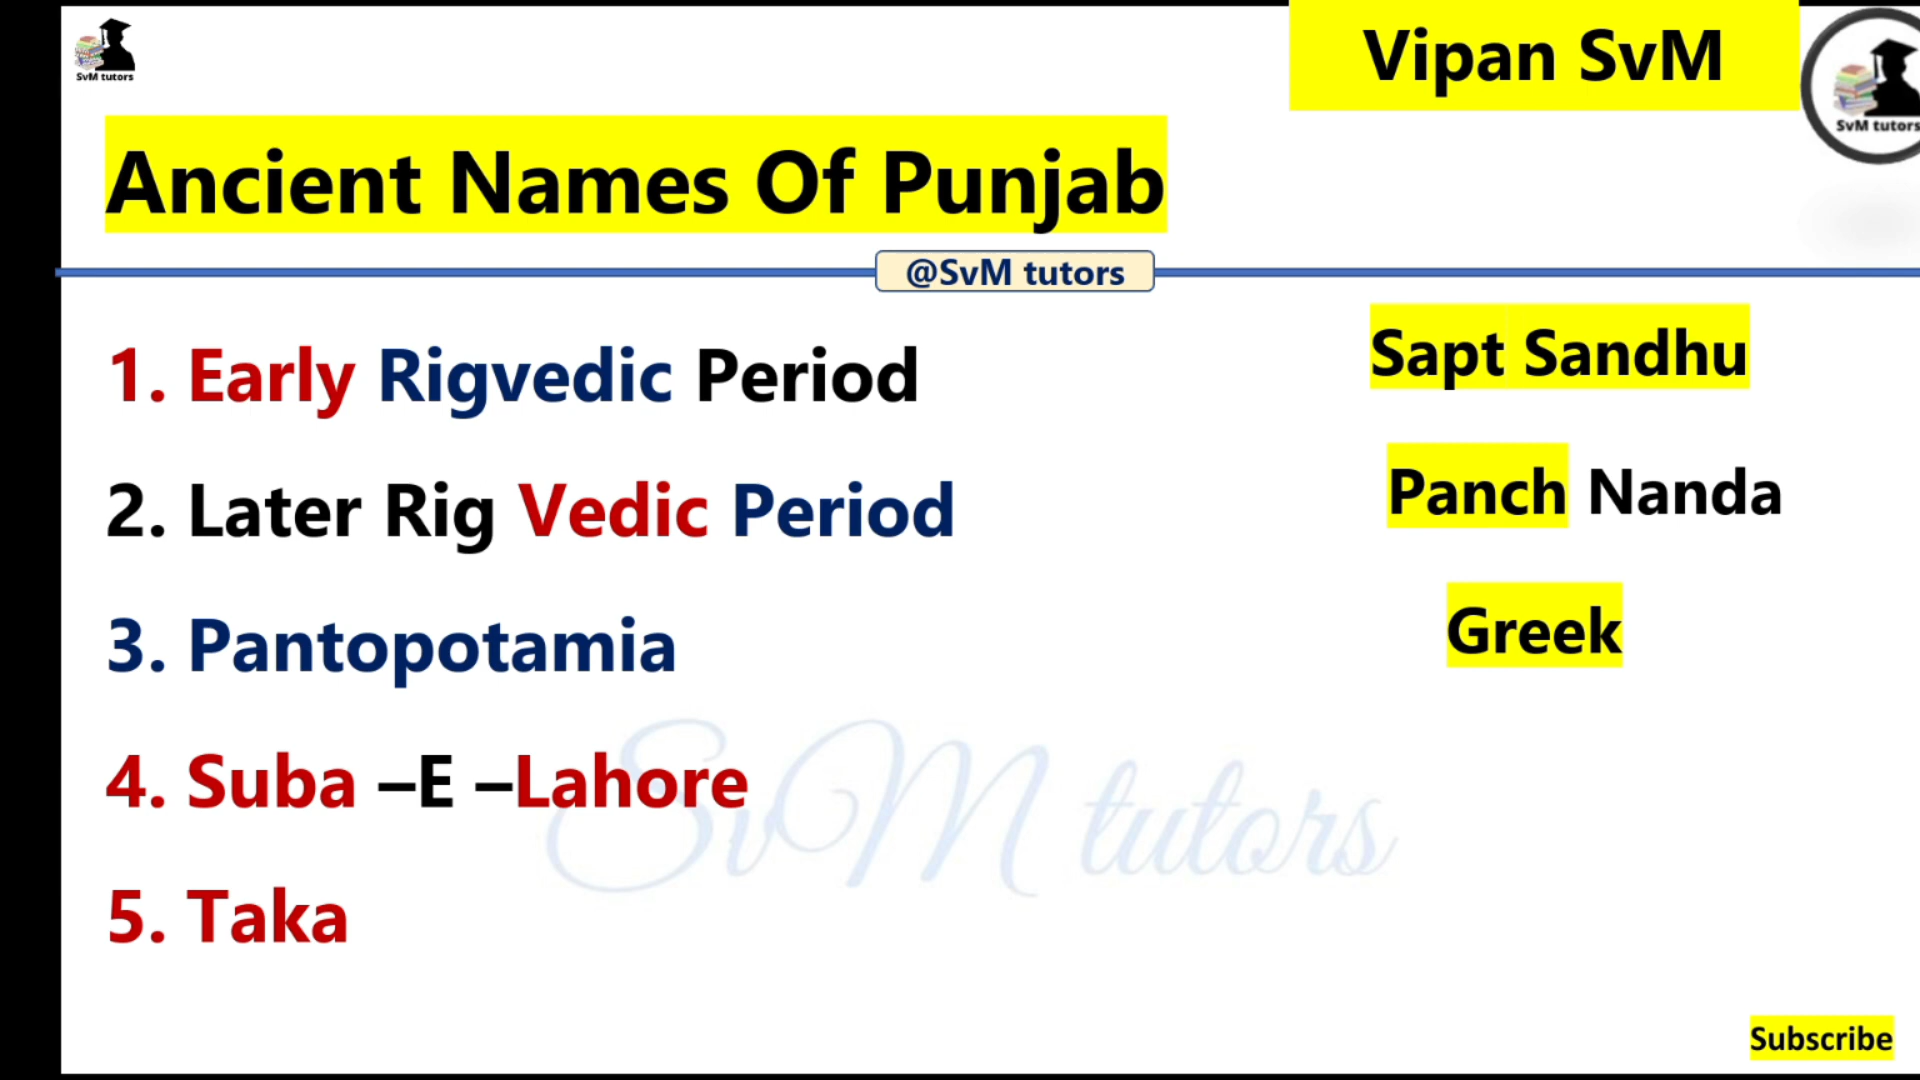 SvM tutors
Vipan SvM
SvM tutors
Ancient Names Of Punjab
@SvM tutors
1. Early Rigvedic Period
Sapt Sandhu
2. Later Rig Vedic Period
Panch Nanda
3. Pantopotamia
Greek
4. Suba –E –Lahore
SvM tutors
5. Taka
Subscribe